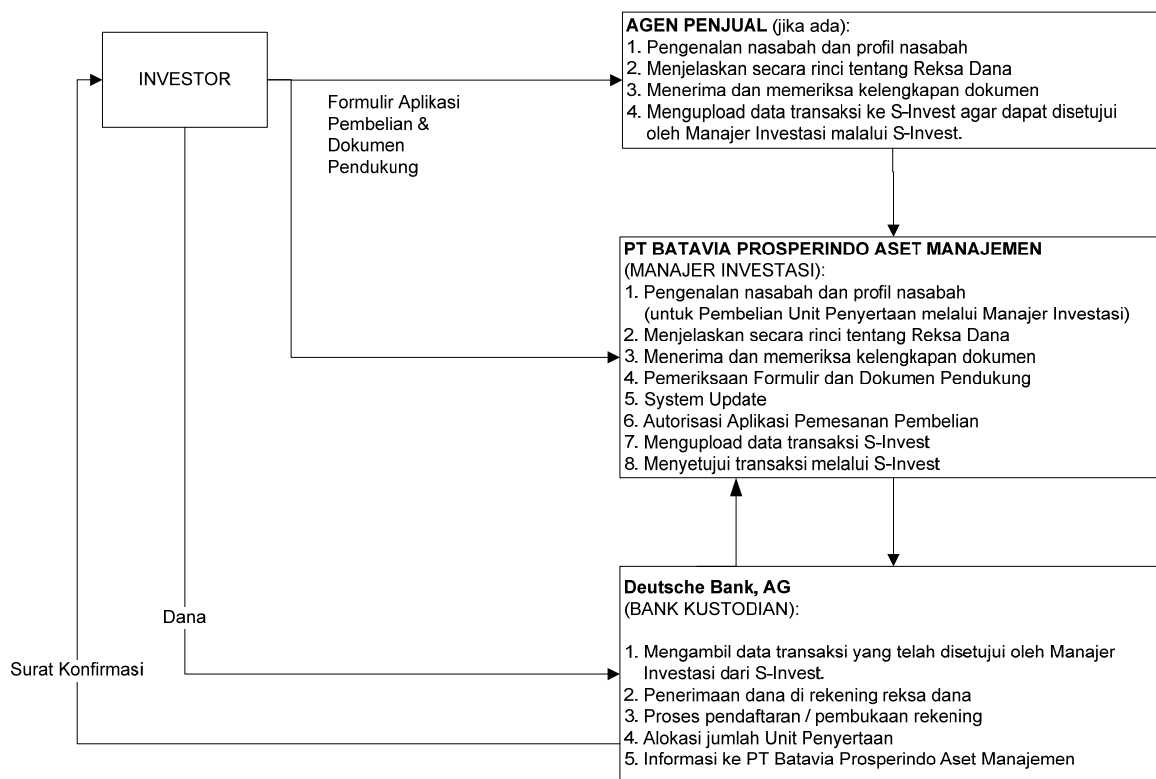 INVESTOR
Formulir Aplikasi
Pembelian &
Dokumen
Pendukung
AGEN PENJUAL (jika ada):
1. Pengenalan nasabah dan profil nasabah
2. Menjelaskan secara rinci tentang Reksa Dana
3. Menerima dan memeriksa kelengkapan dokumen
4. Mengupload data transaksi ke S-Invest agar dapat disetujui
oleh Manajer Investasi malalui S-Invest.
PT BATAVIA PROSPERINDO ASET MANAJEMEN
(MANAJER INVESTASI):
1. Pengenalan nasabah dan profil nasabah
(untuk Pembelian Unit Penyertaan melalui Manajer Investasi)
2. Menjelaskan secara rinci tentang Reksa Dana
3. Menerima dan memeriksa kelengkapan dokumen
4. Pemeriksaan Formulir dan Dokumen Pendukung
5. System Update
6. Autorisasi Aplikasi Pemesanan Pembelian
7. Mengupload data transaksi S-Invest
8. Menyetujui transaksi melalui S-Invest
Dana
Surat Konfirmasi
Deutsche Bank, AG
(BANK KUSTODIAN):
1. Mengambil data transaksi yang telah disetujui oleh Manajer
Investasi dari S-Invest.
2. Penerimaan dana di rekening reksa dana
3. Proses pendaftaran / pembukaan rekening
4. Alokasi jumlah Unit Penyertaan
5. Informasi ke PT Batavia Prosperindo Aset Manajemen